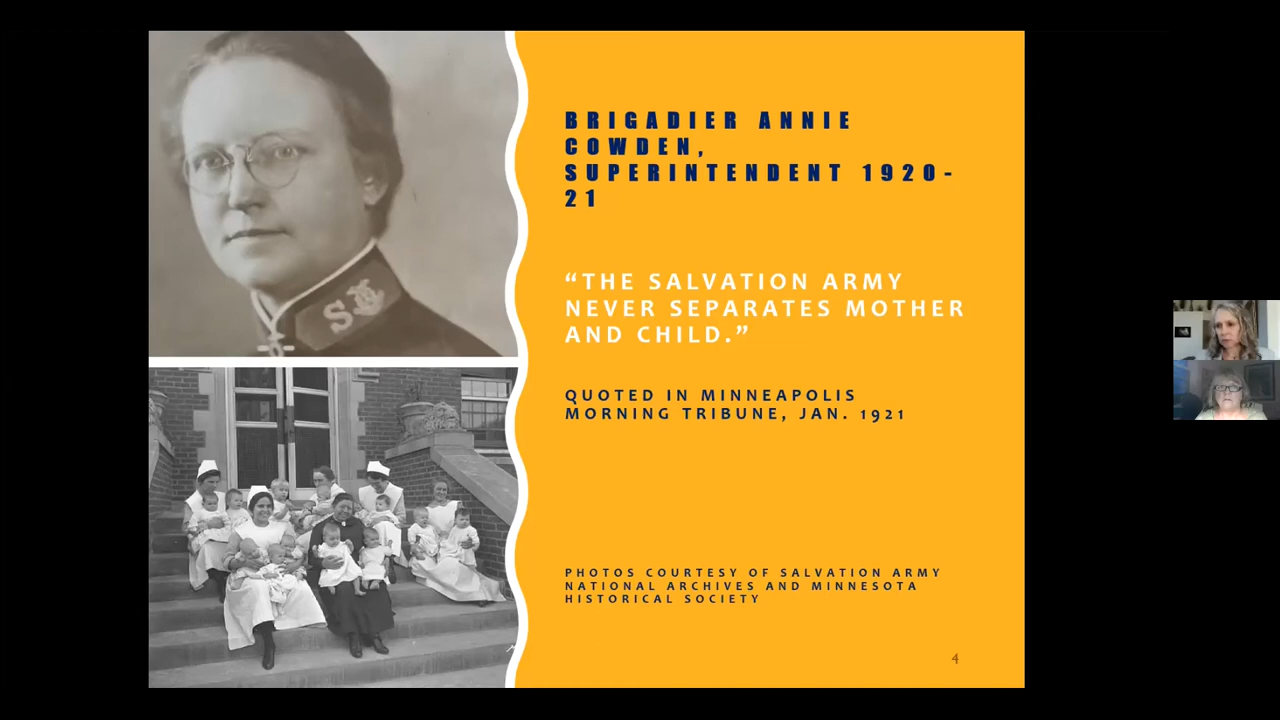 BRIGADIER ANNIE
COWDEN,
SUPERINTENDENT 1920-
21
“THE SALVATION ARMY
NEVER SEPARATES MOTHER
AND CHILD.”
QUOTED IN MINNEAPOLIS
MORNING TRIBUNE, JAN. 1921
PHOTOS COURTESY OF SALVATION ARMY
NATIONAL ARCHIVES AND MINNESOTA
HISTORICAL SOCIETY
4
S